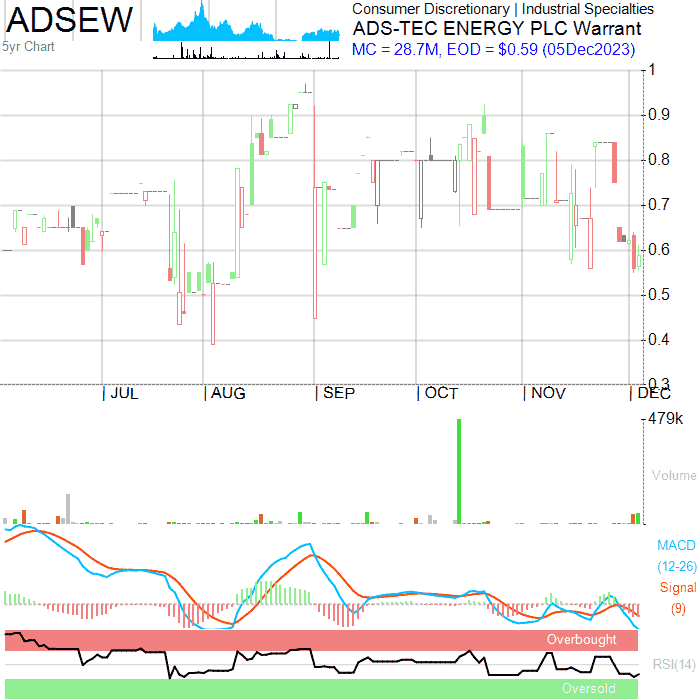 ADSEW
5yr Chart
Consumer Discretionary | Industrial Specialties
ADS-TEC ENERGY PLC Warrant
MC = 28.7M, EOD = $0.59 (05Dec2023)
1
0.9
0.8
0.7
0.6
0.5
0.4
0.3
| JUL | AUG | SEP | OCT | NOV | DEC
479k
Volume
MACD
(12-26)
Signal
(9)
Overbought
RSI(14)
Oversold